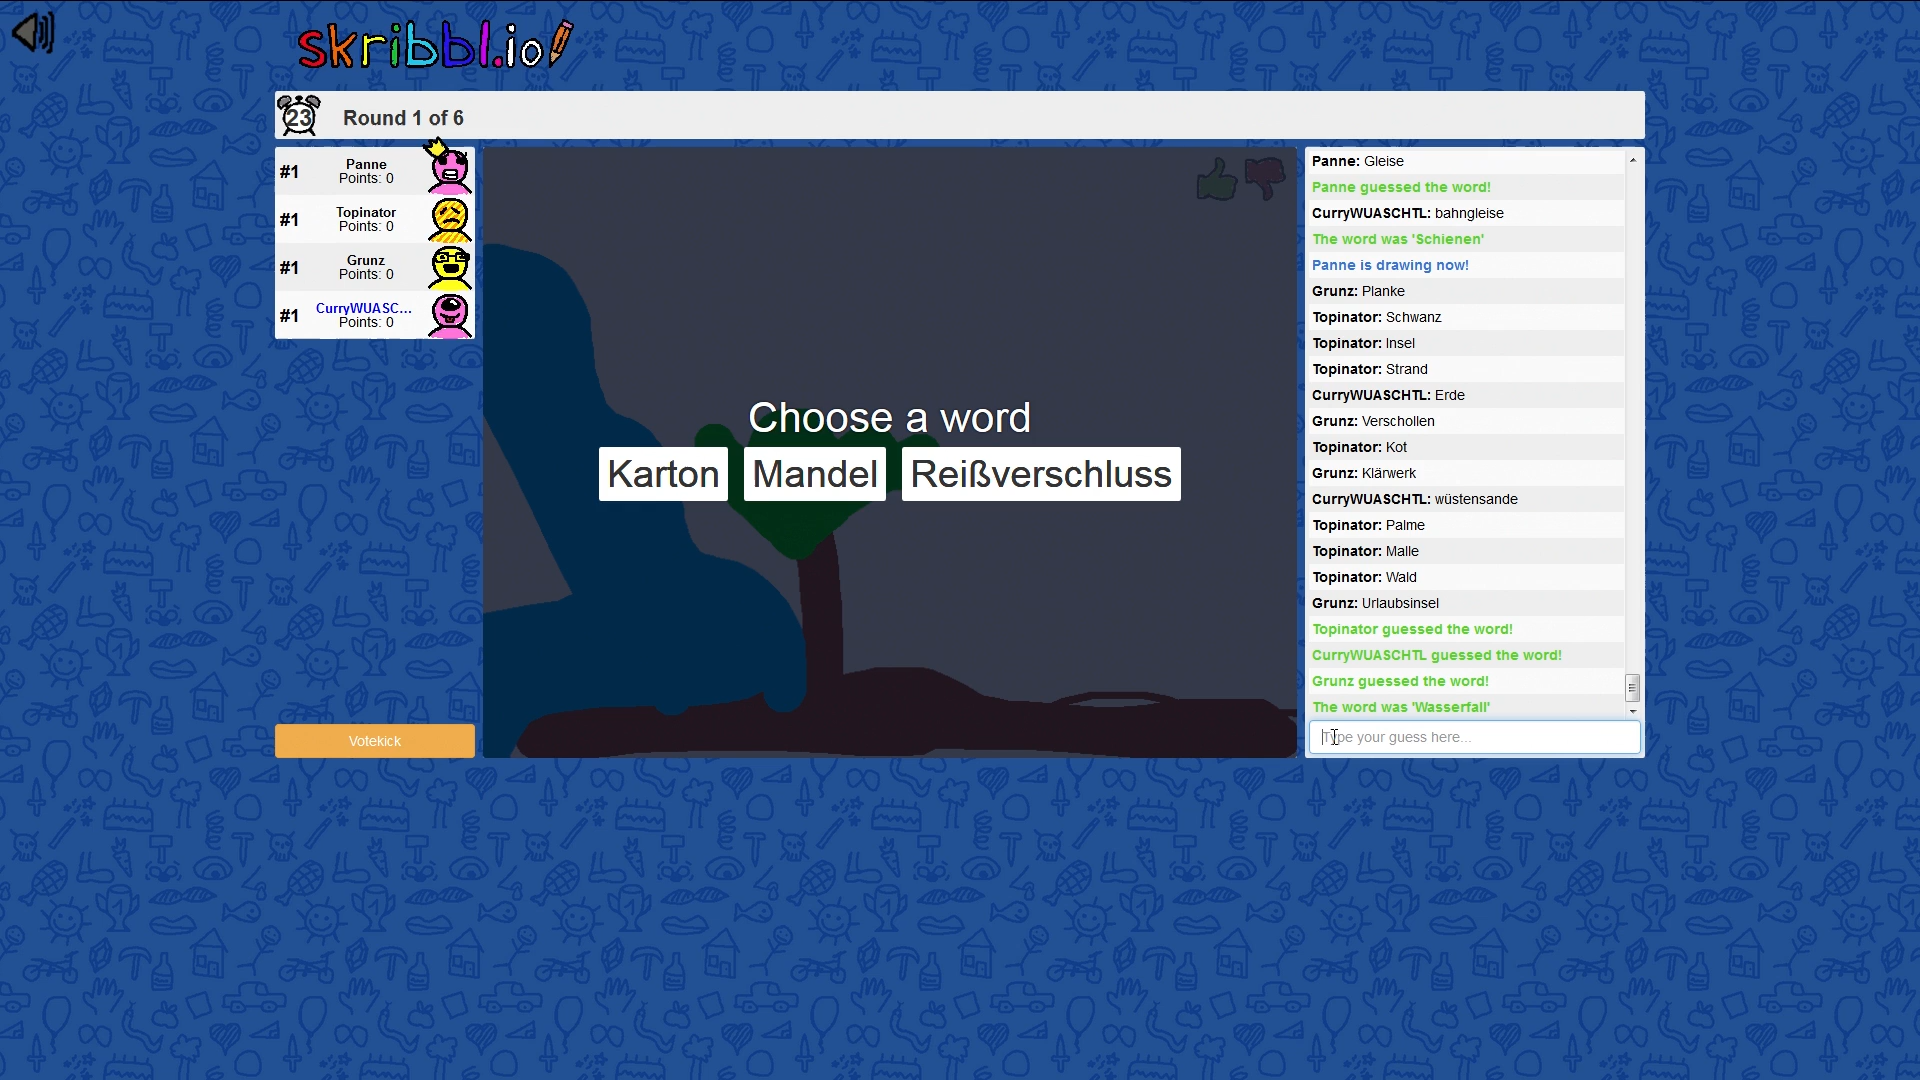 skribbl.io
23
Round 1 of 6
#1
Panne
Points: 0
#1
Topinator
Points: 0
#1
Grunz
Points: 0
#1
CurryWUASC...
Points: 0
Votekick
Choose a word
Karton
Mandel
Reißverschluss
Panne: Gleise
Panne guessed the word!
CurryWUASCHTL: bahngleise
The word was 'Schienen'
Panne is drawing now!
Grunz: Planke
Topinator: Schwanz
Topinator: Insel
Topinator: Strand
CurryWUASCHTL: Erde
Grunz: Verschollen
Topinator: Kot
Grunz: Klärwerk
CurryWUASCHTL: wüstensande
Topinator: Palme
Topinator: Malle
Topinator: Wald
Grunz: Urlaubsinsel
Topinator guessed the word!
CurryWUASCHTL guessed the word!
Grunz guessed the word!
The word was 'Wasserfall'
Type your guess here...